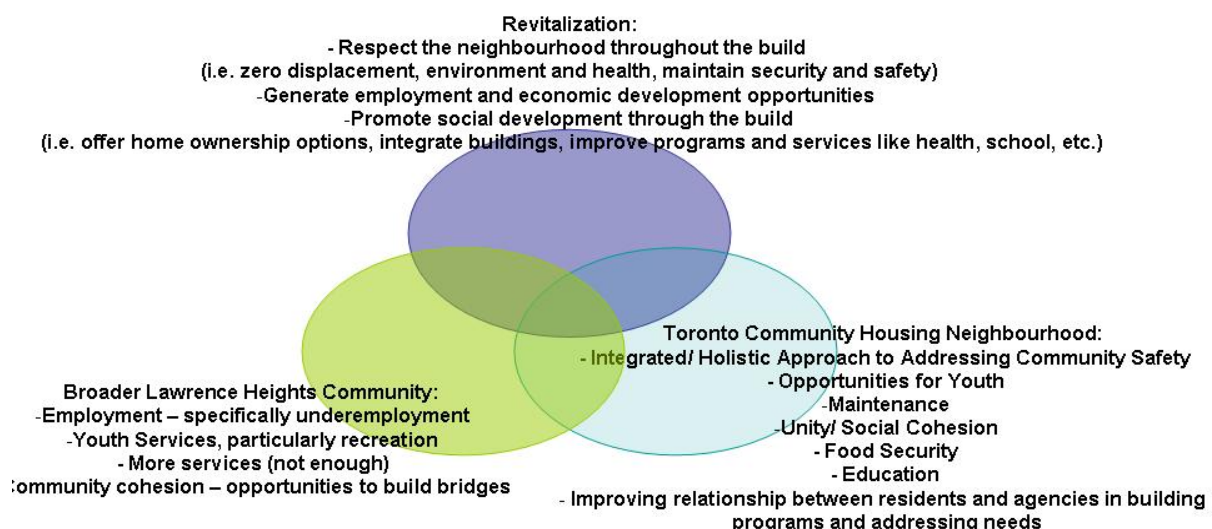 Revitalization:
- Respect the neighbourhood throughout the build
(i.e. zero displacement, environment and health, maintain security and safety)
-Generate employment and economic development opportunities
-Promote social development through the build
(i.e. offer home ownership options, integrate buildings, improve programs and services like health, school, etc.)
Broader Lawrence Heights Community:
-Employment – specifically underemployment
-Youth Services, particularly recreation
- More services (not enough)
community cohesion – opportunities to build bridges
Toronto Community Housing Neighbourhood:
- Integrated/ Holistic Approach to Addressing Community Safety
- Opportunities for Youth
-Maintenance
-Unity/ Social Cohesion
- Food Security
- Education
- Improving relationship between residents and agencies in building
programs and addressing needs